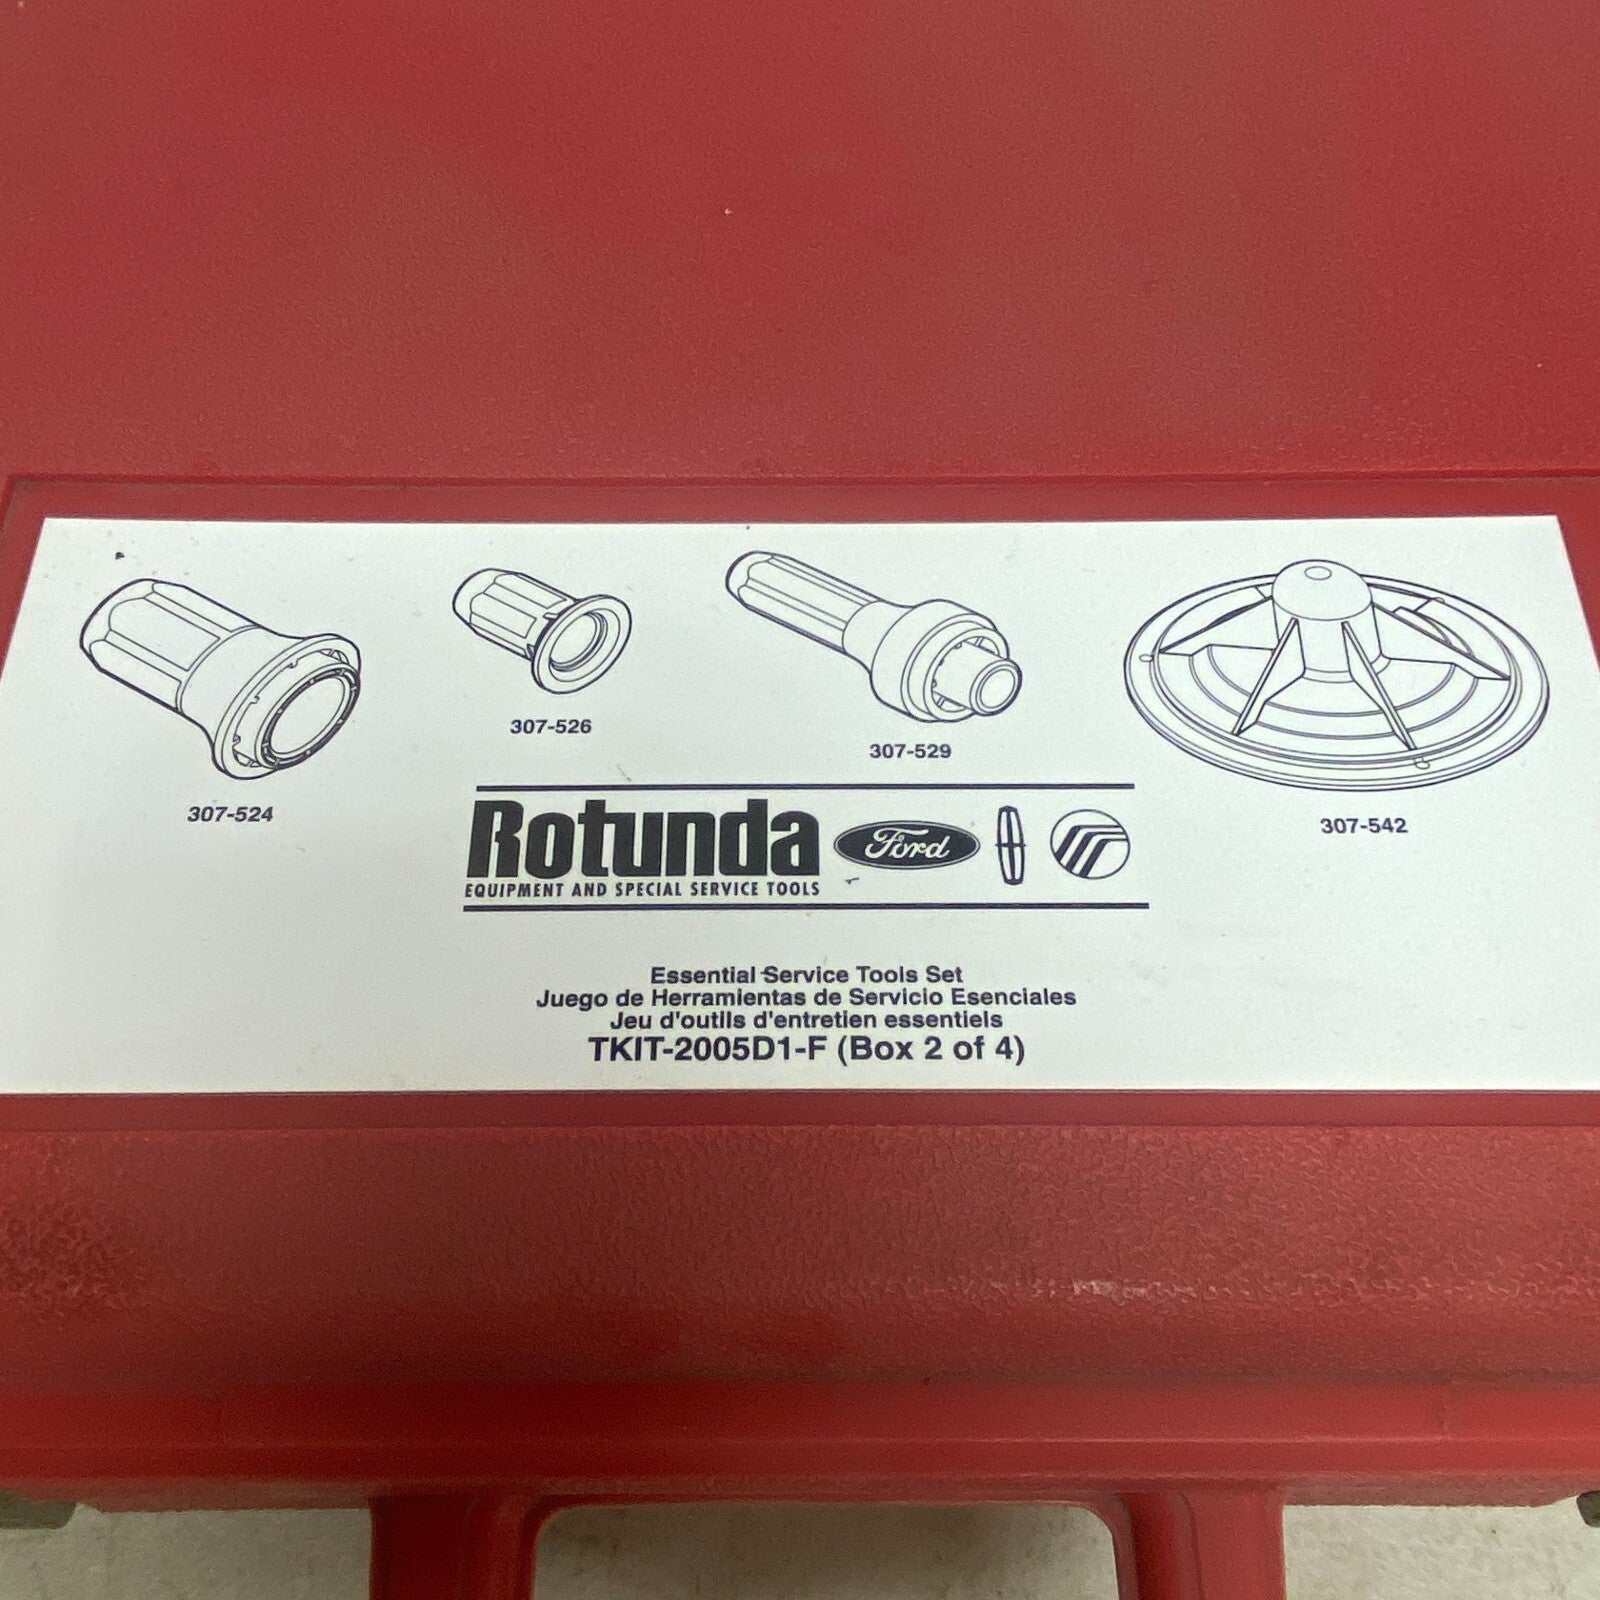 307-524
307-526
307-529
307-542
Rotunda
EQUIPMENT AND SPECIAL SERVICE TOOLS
Ford
Essential Service Tools Set
Juego de Herramientas de Servicio Esenciales
Jeu d'outils d'entretien essentiels
TKIT-2005D1-F (Box 2 of 4)